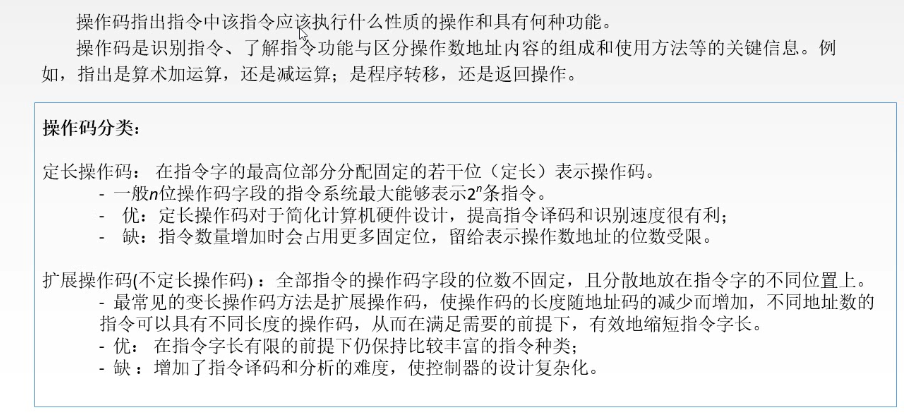 操作码指出指令中该指令应该执行什么性质的操作和具有何种功能。
操作码是识别指令、了解指令功能与区分操作数地址内容的组成和使用方法等的关键信息。例
如，指出是算术加运算，还是减运算；是程序转移，还是返回操作。
操作码分类：
定长操作码： 在指令字的最高位部分分配固定的若干位（定长）表示操作码。
- 一般n位操作码字段的指令系统最大能够表示2ⁿ条指令。
- 优：定长操作码对于简化计算机硬件设计，提高指令译码和识别速度很有利；
- 缺：指令数量增加时会占用更多固定位，留给表示操作数地址的位数受限。
扩展操作码(不定长操作码)：全部指令的操作码字段的位数不固定，且分散地放在指令字的不同位置上。
- 最常见的变长操作码方法是扩展操作码，使操作码的长度随地址码的减少而增加，不同地址数的
指令可以具有不同长度的操作码，从而在满足需要的前提下，有效地缩短指令字长。
- 优： 在指令字长有限的前提下仍保持比较丰富的指令种类；
- 缺：增加了指令译码和分析的难度，使控制器的设计复杂化。